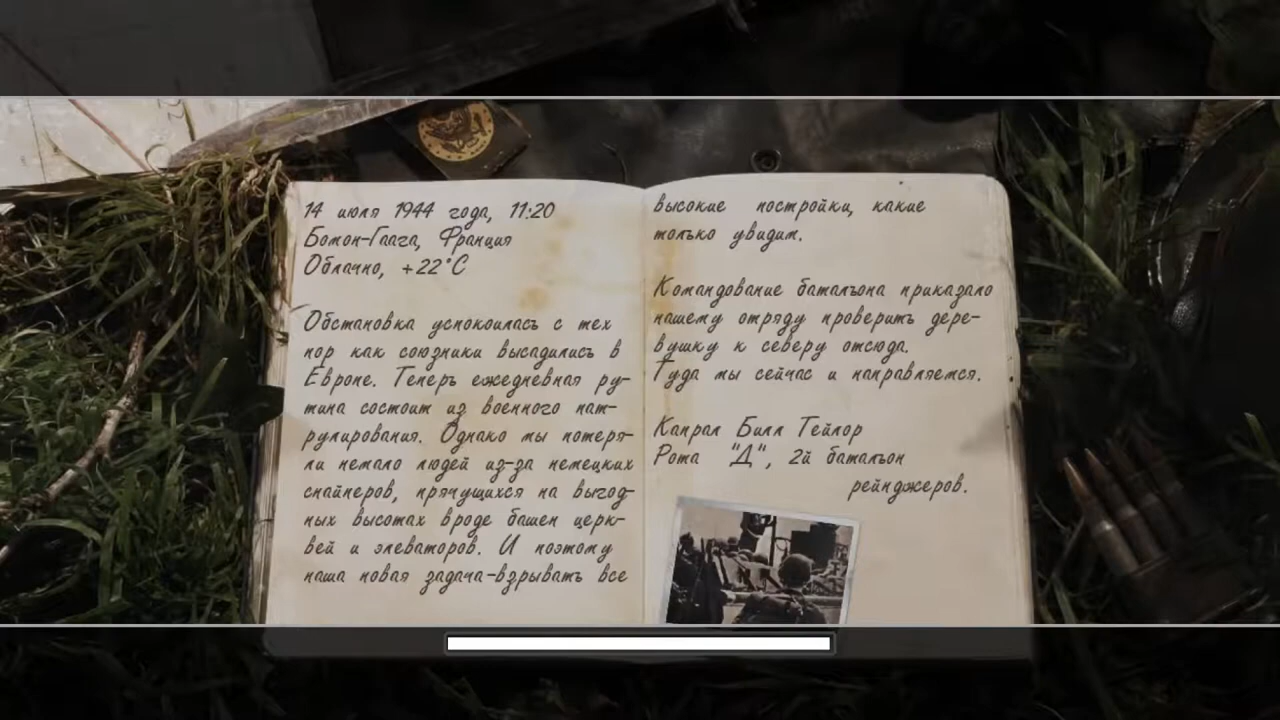 14 июля 1944 года, 11:20
Бомон-Гаага, Франция
Облачно, +22°C
Обстановка успокоилась с тех
пор как союзники высадились в
Европе. Теперь ежедневная ру-
тина состоит из военного пат-
рулирования. Однако мы потеря-
ли немало людей из-за немецких
снайперов, прячущихся на выгод-
ных высотах вроде башен церк-
вей и элеваторов. И поэтому
наша новая задача-взрывать все
высокие постройки, какие
только увидим.
Командование батальона приказало
нашему отряду проверить дере-
вушку к северу отсюда.
Туда мы сейчас и направляемся.
Капрал Билл Тейлор
Рота "Д", 2й батальон
рейнджеров.